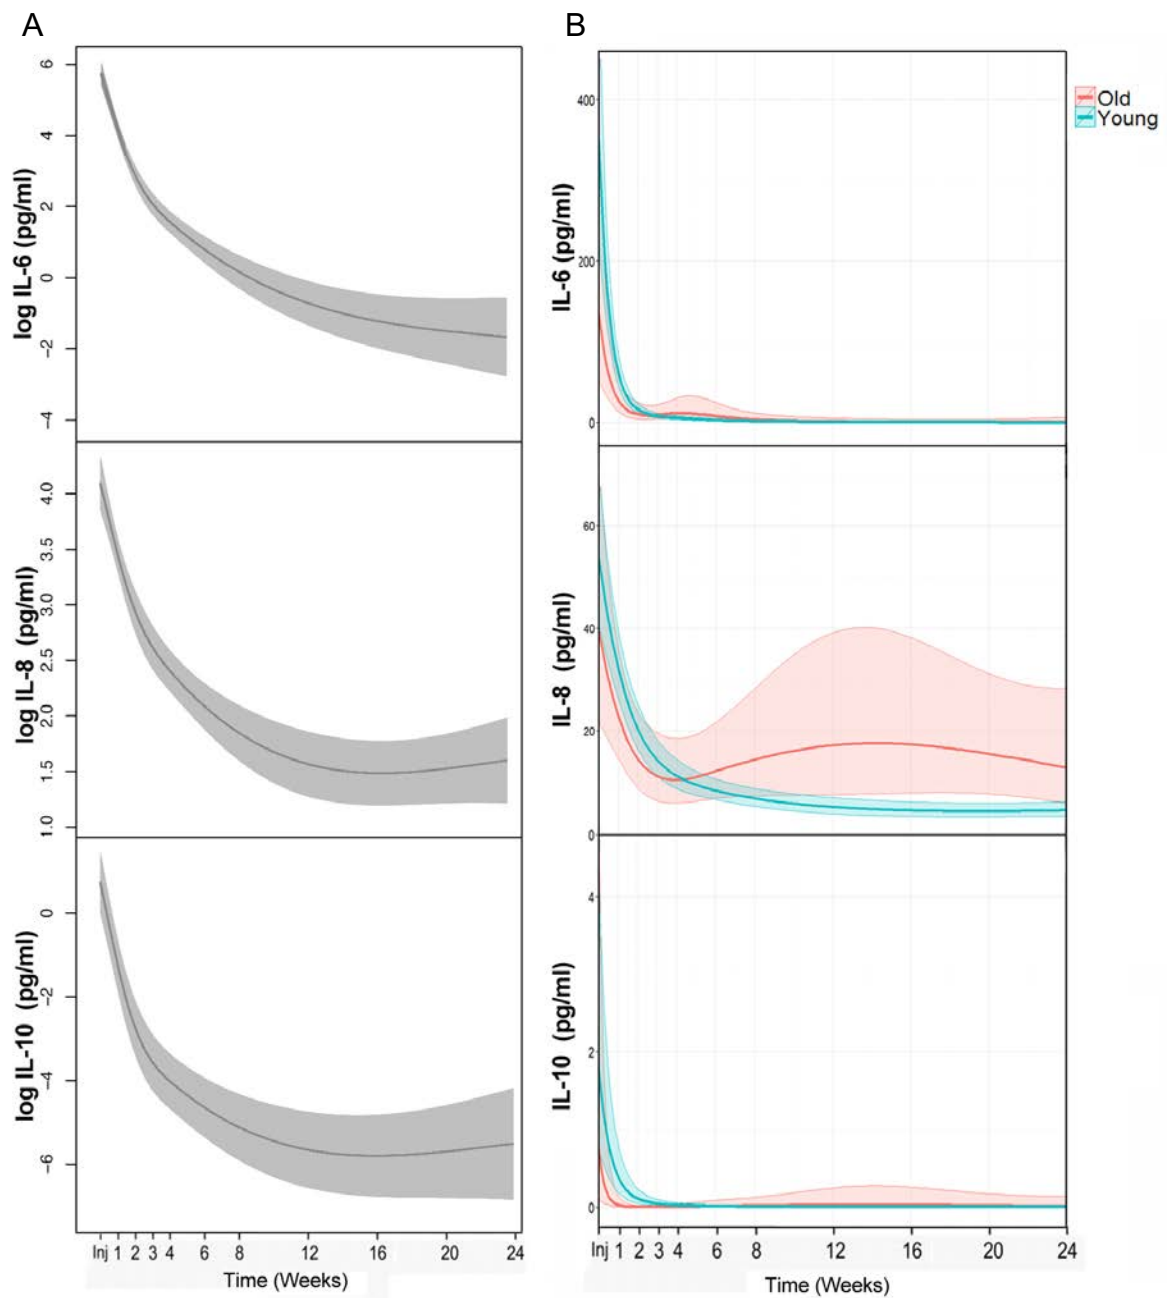 A
B
6
4
2
0
−2
−4
log IL-6 (pg/ml)
4.0
3.5
3.0
2.5
2.0
1.5
1.0
log IL-8 (pg/ml)
0
−2
−4
−6
log IL-10 (pg/ml)
Inj 1 2 3 4 6 8 12 16 20 24
Time (Weeks)
400
200
0
IL-6 (pg/ml)
60
40
20
0
IL-8 (pg/ml)
4
2
0
IL-10 (pg/ml)
Inj 1 2 3 4 6 8 12 16 20 24
Time (Weeks)
Old
Young